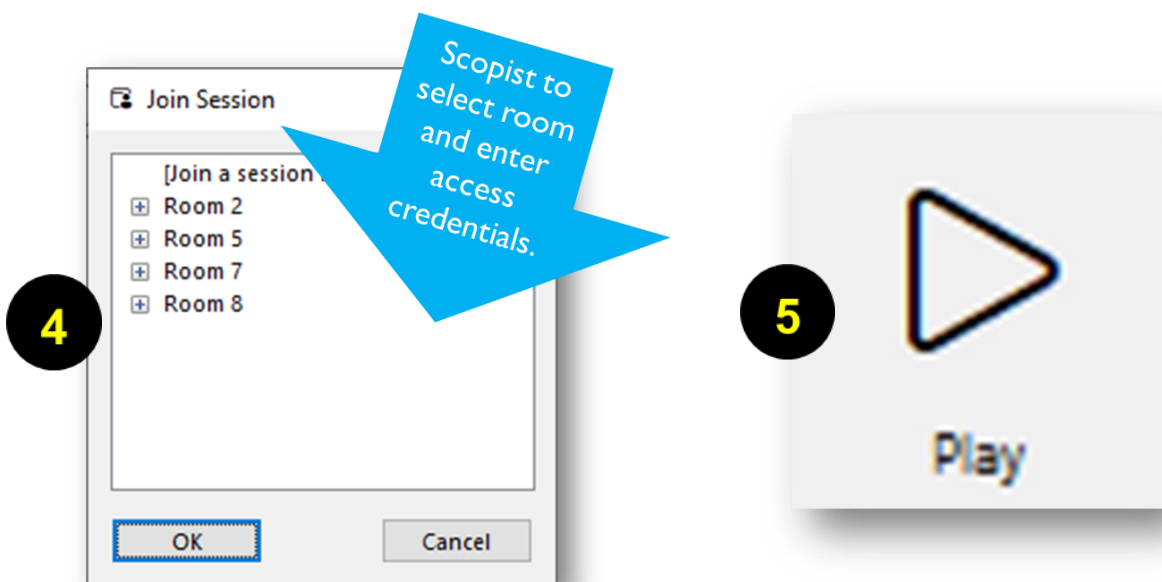 Join Session
[Join a session
Room 2
Room 5
Room 7
Room 8
OK
Cancel
Scopist to
select room
and enter
access
credentials.
4
5
Play